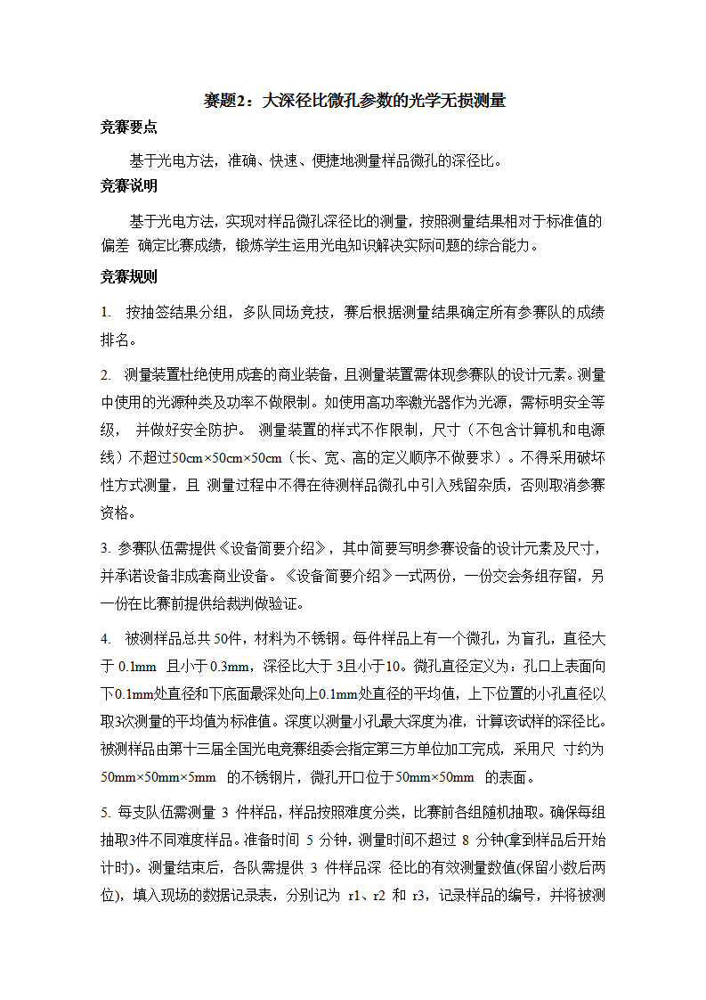 赛题2：大深径比微孔参数的光学无损测量
竞赛要点
基于光电方法，准确、快速、便捷地测量样品微孔的深径比。
竞赛说明
基于光电方法，实现对样品微孔深径比的测量，按照测量结果相对于标准值的
偏差 确定比赛成绩，锻炼学生运用光电知识解决实际问题的综合能力。
竞赛规则
1. 按抽签结果分组，多队同场竞技，赛后根据测量结果确定所有参赛队的成绩
排名。
2. 测量装置杜绝使用成套的商业装备，且测量装置需体现参赛队的设计元素。测量
中使用的光源种类及功率不做限制。如使用高功率激光器作为光源，需标明安全等
级， 并做好安全防护。 测量装置的样式不作限制，尺寸（不包含计算机和电源
线）不超过50cm×50cm×50cm（长、宽、高的定义顺序不做要求）。不得采用破坏
性方式测量，且 测量过程中不得在待测样品微孔中引入残留杂质，否则取消参赛
资格。
3. 参赛队伍需提供《设备简要介绍》，其中简要写明参赛设备的设计元素及尺寸，
并承诺设备非成套商业设备。《设备简要介绍》一式两份，一份交会务组存留，另
一份在比赛前提供给裁判做验证。
4. 被测样品总共50件，材料为不锈钢。每件样品上有一个微孔，为盲孔，直径大
于 0.1mm 且小于0.3mm，深径比大于 3且小于10。微孔直径定义为：孔口上表面向
下0.1mm处直径和下底面最深处向上0.1mm处直径的平均值，上下位置的小孔直径以
取3次测量的平均值为标准值。深度以测量小孔最大深度为准，计算该试样的深径比。
被测样品由第十三届全国光电竞赛组委会指定第三方单位加工完成，采用尺 寸约为
50mm×50mm×5mm 的不锈钢片，微孔开口位于50mm×50mm 的表面。
5. 每支队伍需测量 3 件样品，样品按照难度分类，比赛前各组随机抽取。确保每组
抽取3件不同难度样品。准备时间 5 分钟，测量时间不超过 8 分钟(拿到样品后开始
计时)。测量结束后，各队需提供 3 件样品深 径比的有效测量数值(保留小数后两
位)，填入现场的数据记录表，分别记为 r1、r2 和 r3，记录样品的编号，并将被测